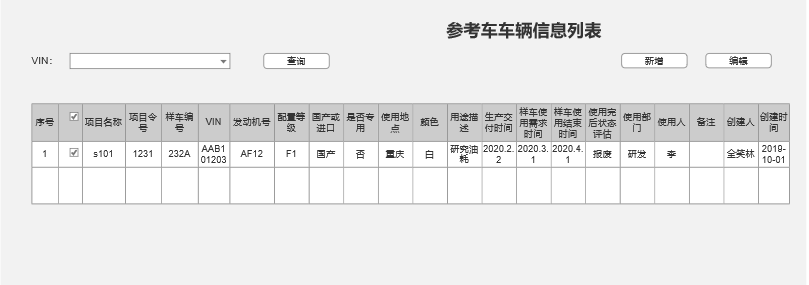 参考车车辆信息列表
VIN：
查询
新增
编辑
序号
项目名称
项目令
号
样车编
号
VIN
发动机号
配置等
级
国产或
进口
是否专
用
使用地
点
颜色
用途描
述
生产交
付时间
样车使
用需求
时间
样车使
用结束
时间
使用完
后状态
评估
使用部
门
使用人
备注
创建人
创建时
间
1
s101
1231
232A
AAB1
01203
AF12
F1
国产
否
重庆
白
研究油
耗
2020.2.
2
2020.3.
1
2020.4.
1
报废
研发
李
全笑林
2019-
10-01